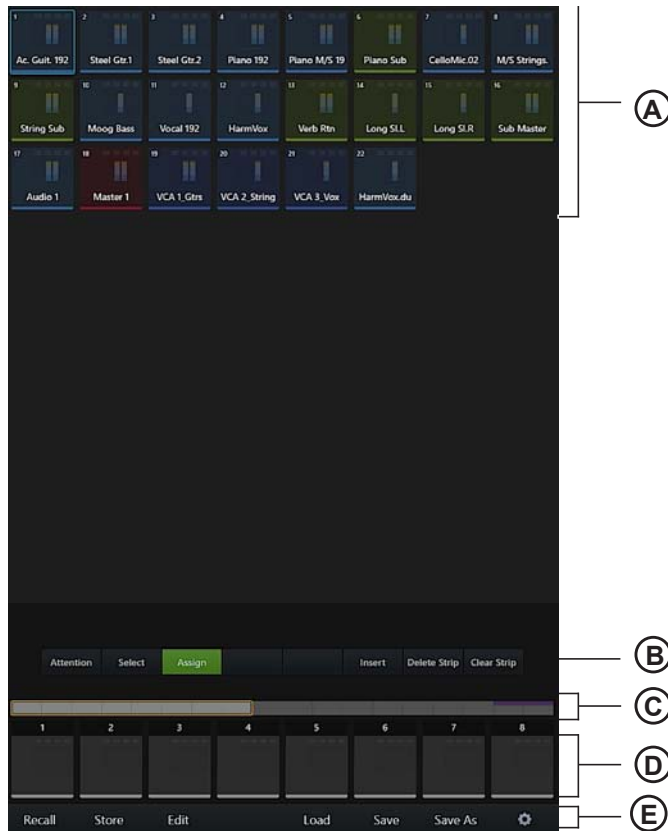 1 2 3 4 5 6 7 8
Ac. Guit. 192 Steel Gtr.1 Steel Gtr.2 Piano 192 Piano M/S 19 Piano Sub CelloMic.02 M/S Strings.
A
9 10 11 12 13 14 15 16
String Sub Moog Bass Vocal 192 HarmVox Verb Rtn Long Sl.L Long Sl.R Sub Master
17 18 19 20 21 22
Audio 1 Master 1 VCA 1_Gtrs VCA 2_String VCA 3_Vox HarmVox.du
Attention Select Assign Insert Delete Strip Clear Strip
B
C
1 2 3 4 5 6 7 8
D
Recall Store Edit Load Save Save As
E